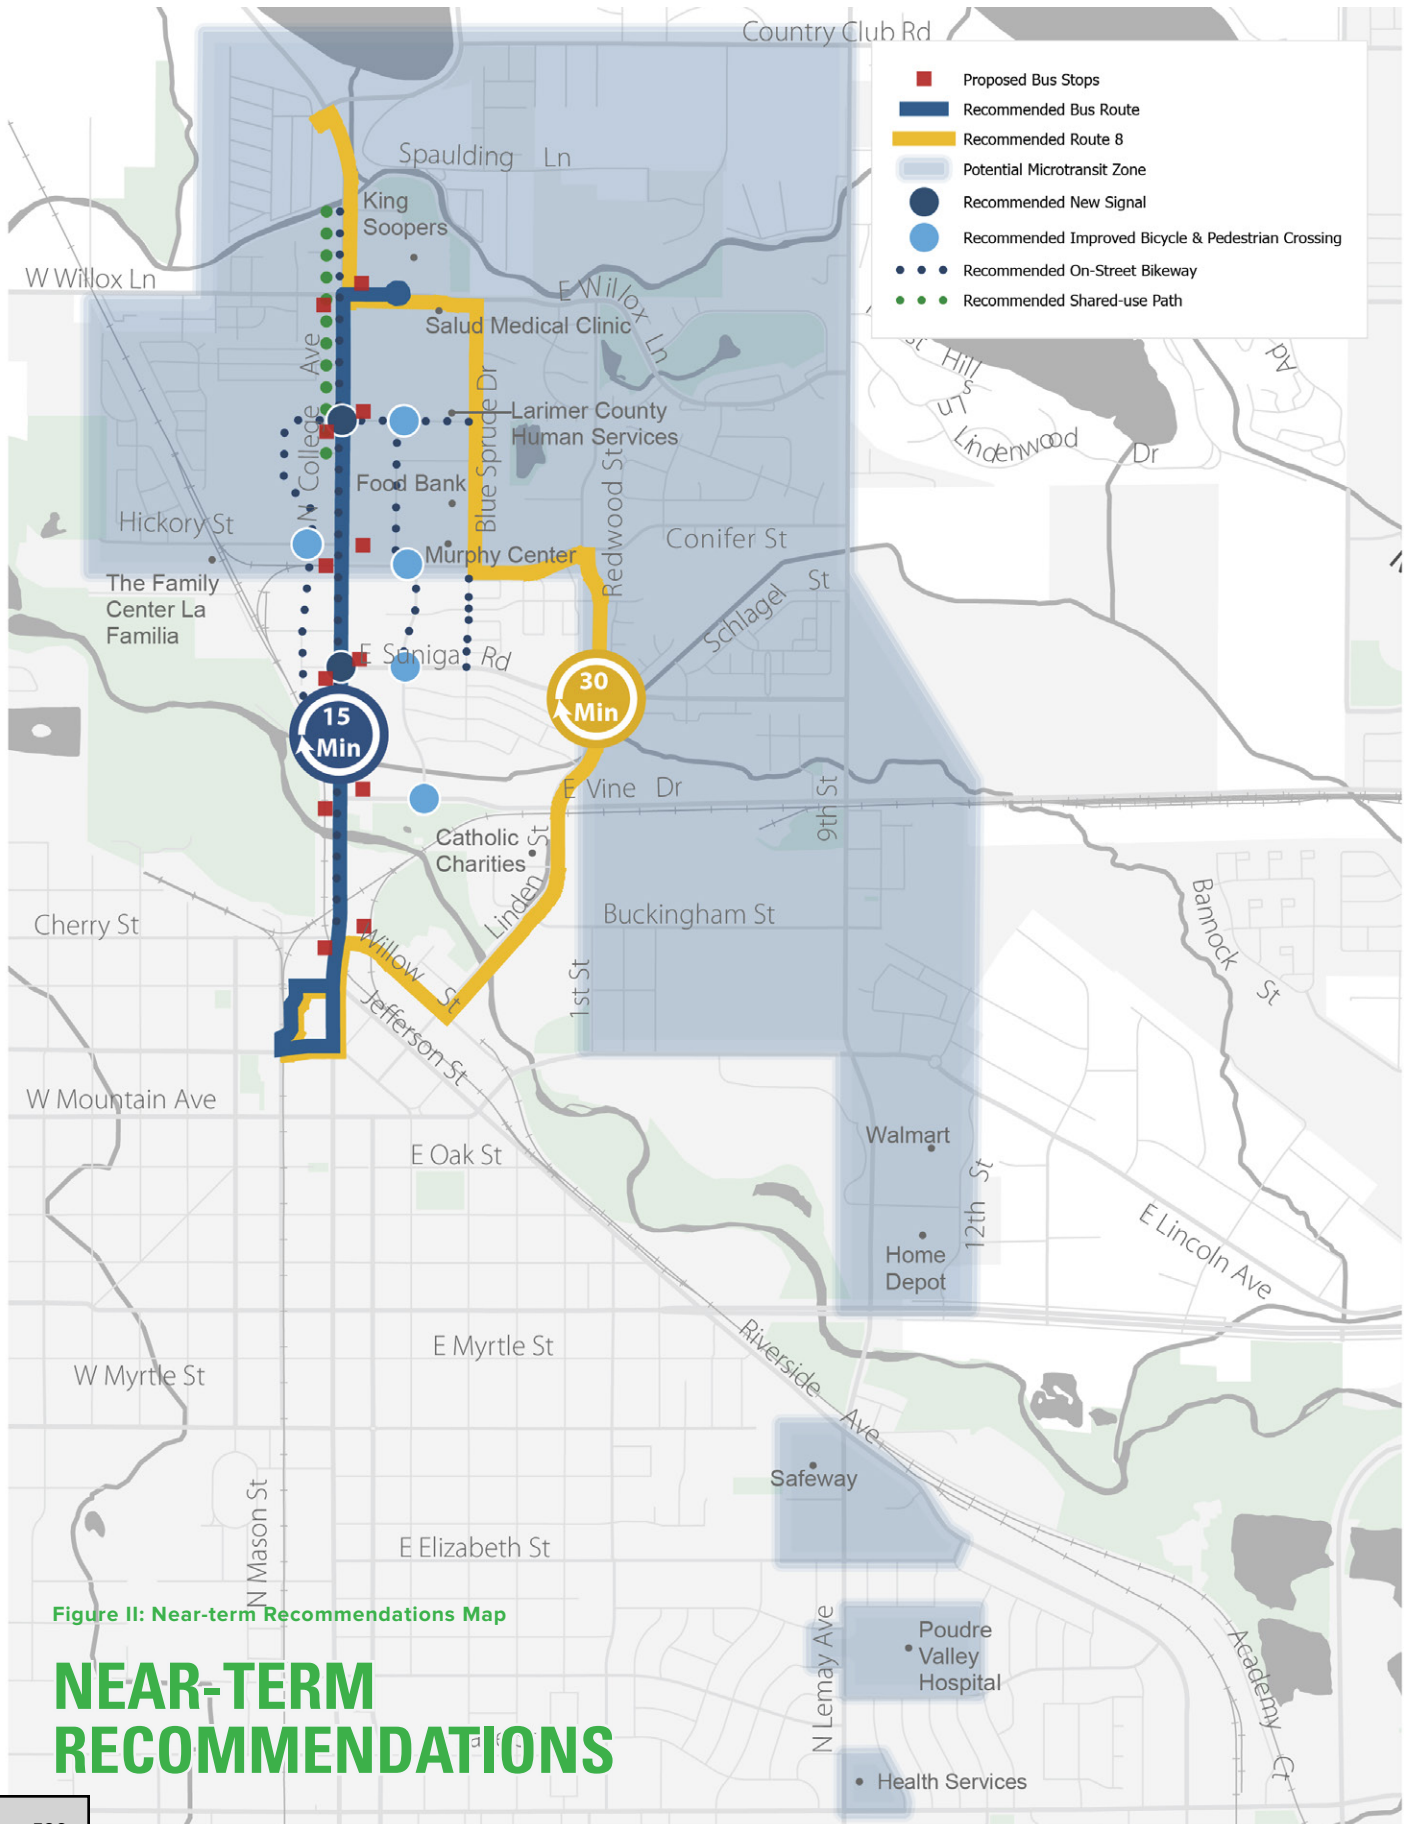 Country Club Rd
Proposed Bus Stops
Recommended Bus Route
Recommended Route 8
Potential Microtransit Zone
Recommended New Signal
Recommended Improved Bicycle & Pedestrian Crossing
Recommended On-Street Bikeway
Recommended Shared-use Path
Spaulding Ln
King
Soopers
W Willox Ln
E Willox Ln
Salud Medical Clinic
N College Ave
Blue Spruce Dr
Larimer County
Human Services
Redwood St
Hill
Ln
Lindenwood Dr
Food Bank
Hickory St
Conifer St
Murphy Center
The Family
Center La
Familia
Schlagel St
E Suniga Rd
30
Min
15
Min
E Vine Dr
9th St
Catholic
Charities
Linden St
Bannock St
Cherry St
Buckingham St
Willow St
1st St
Jefferson St
W Mountain Ave
E Oak St
Walmart
12th St
Home
Depot
E Lincoln Ave
E Myrtle St
W Myrtle St
Riverside Ave
Safeway
N Mason St
E Elizabeth St
Figure II: Near-term Recommendations Map
N Lemay Ave
Poudre
Valley
Hospital
Academy Ct
NEAR-TERM
RECOMMENDATIONS
Health Services